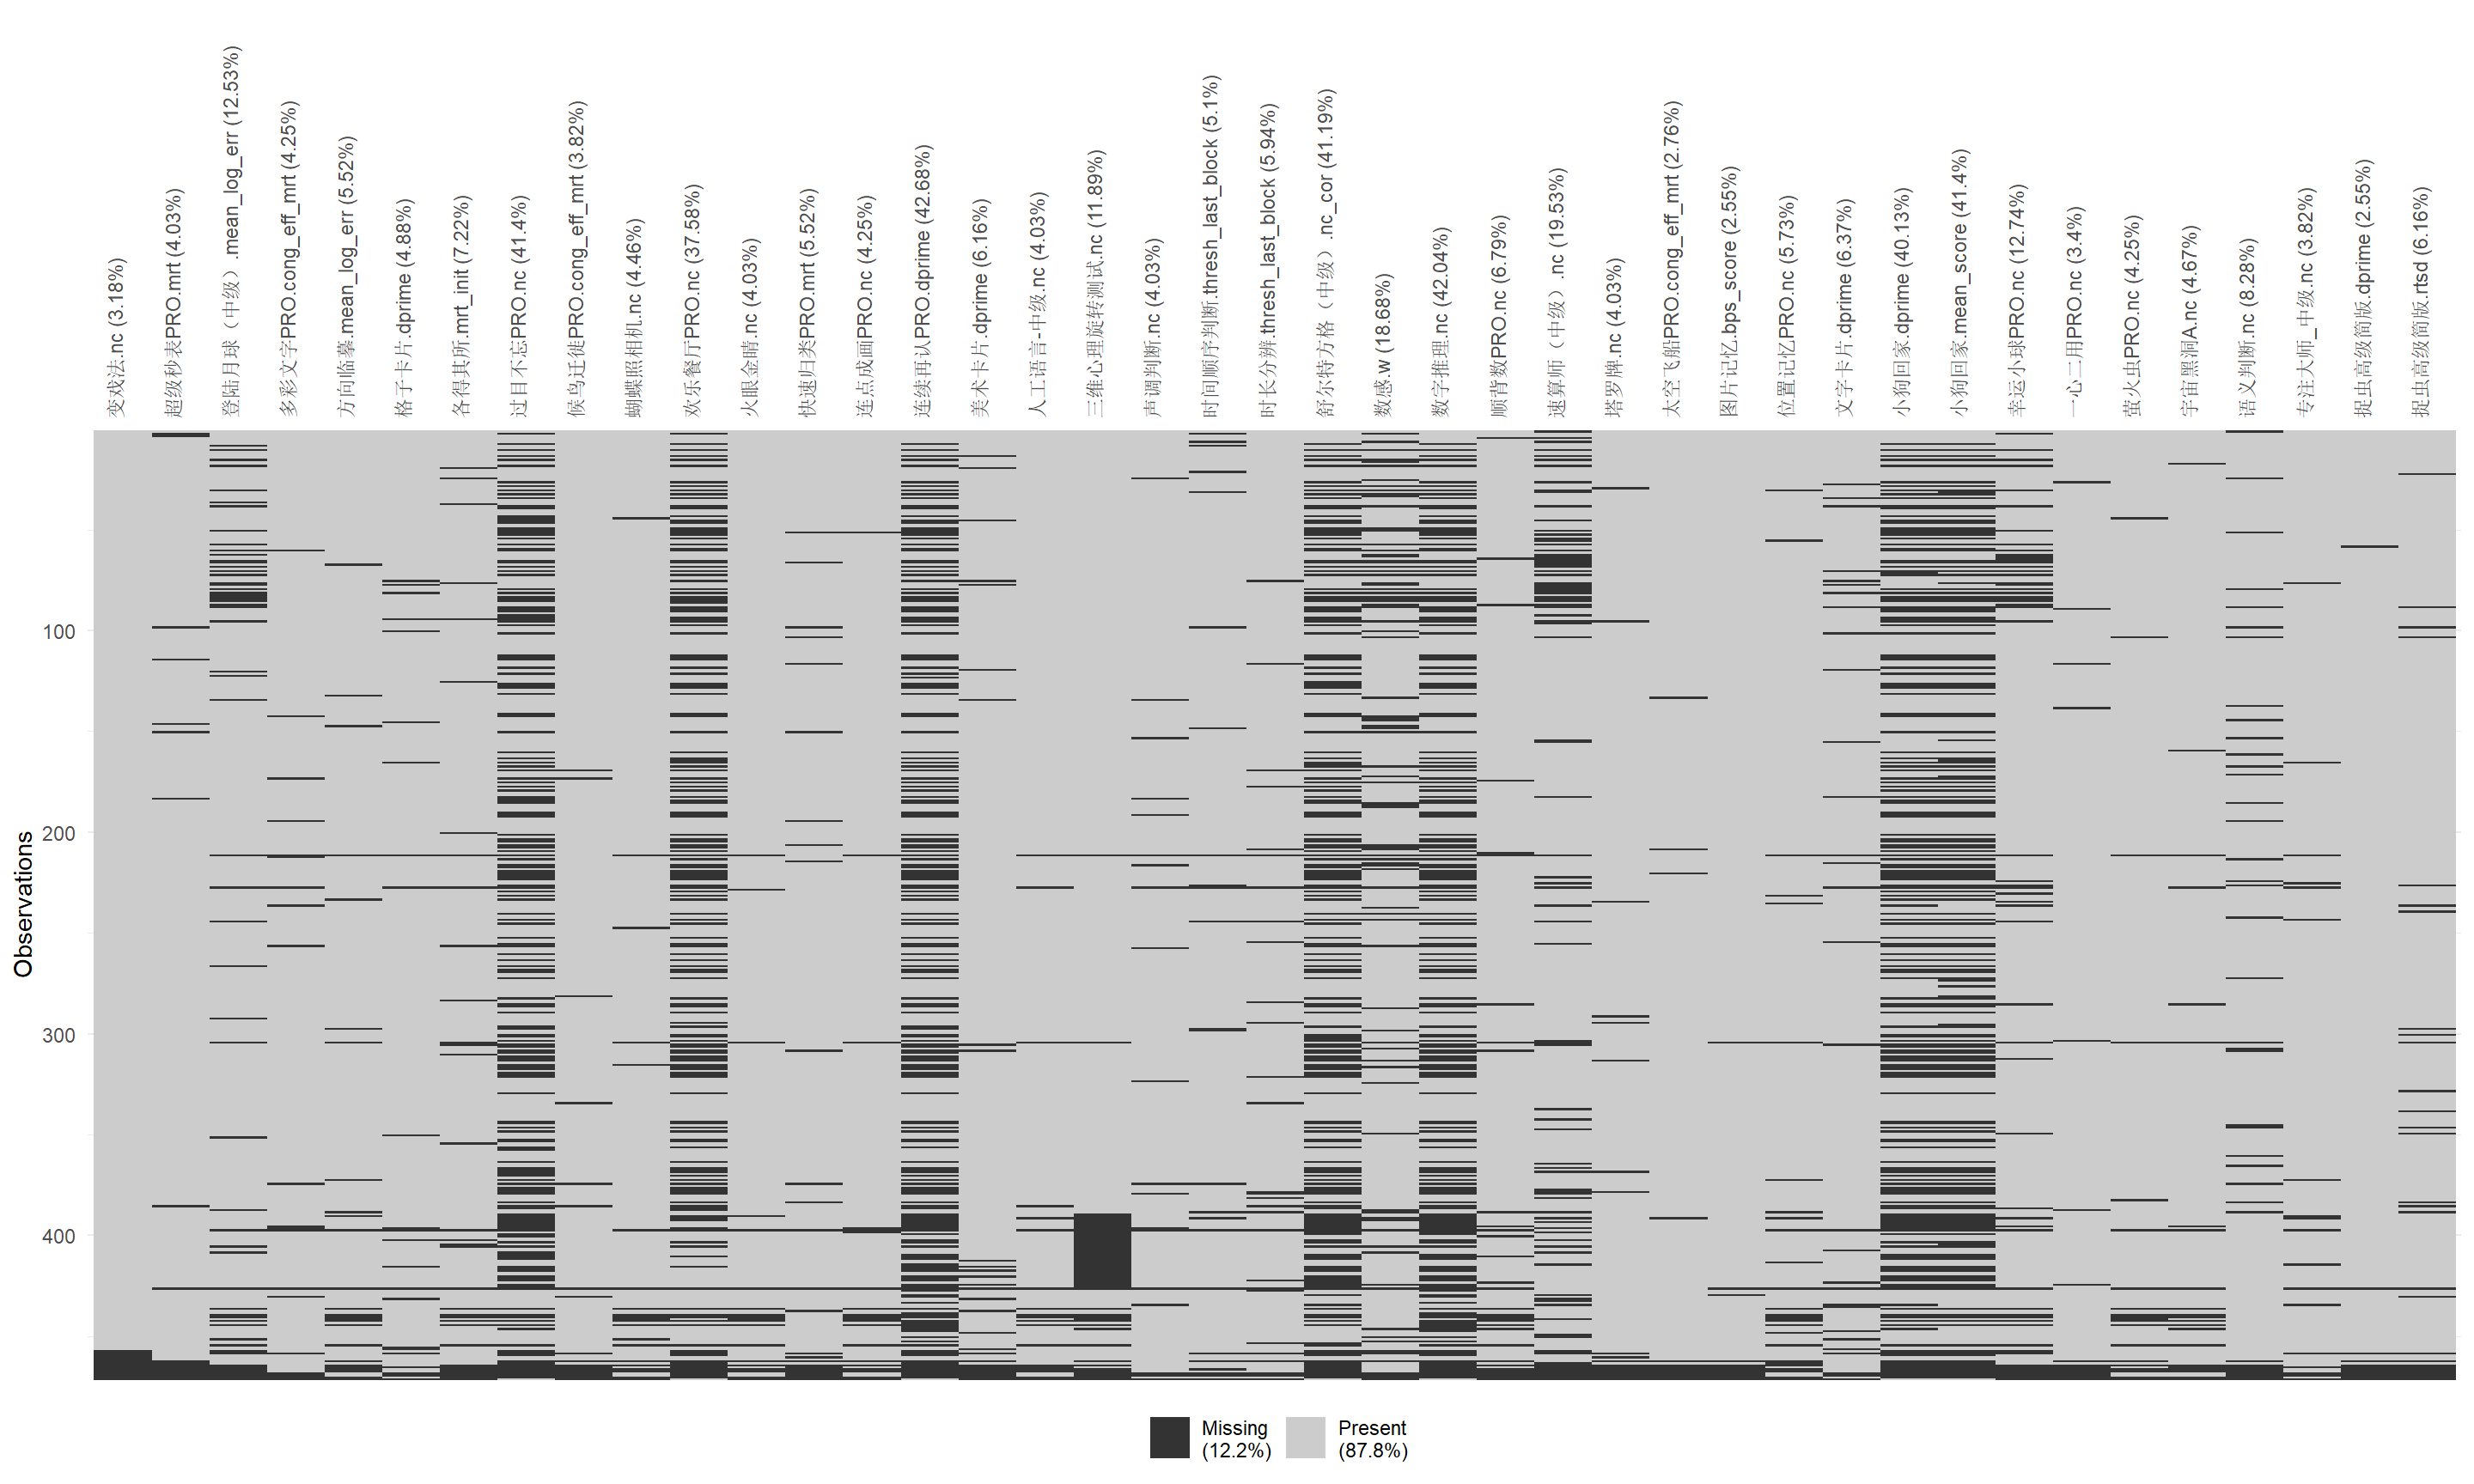 变戏法.nc (3.18%)
超级秒表PRO.mrt (4.03%)
登陆月球（中级）.mean_log_err (12.53%)
多彩文字PRO.cong_eff_mrt (4.25%)
方向临摹.mean_log_err (5.52%)
格子卡片.dprime (4.88%)
各得其所.mrt_init (7.22%)
过目不忘PRO.nc (41.4%)
候鸟迁徙PRO.cong_eff_mrt (3.82%)
蝴蝶照相机.nc (4.46%)
欢乐餐厅PRO.nc (37.58%)
火眼金睛.nc (4.03%)
快速归类PRO.mrt (5.52%)
连点成画PRO.nc (4.25%)
连续再认PRO.dprime (42.68%)
美术卡片.dprime (6.16%)
人工语言-中级.nc (4.03%)
三维心理旋转测试.nc (11.89%)
声调判断.nc (4.03%)
时间顺序判断.thresh_last_block (5.1%)
时长分辨.thresh_last_block (5.94%)
舒尔特方格（中级）.nc_cor (41.19%)
数感.w (18.68%)
数字推理.nc (42.04%)
顺背数PRO.nc (6.79%)
速算师（中级）.nc (19.53%)
塔罗牌.nc (4.03%)
太空飞船PRO.cong_eff_mrt (2.76%)
图片记忆.bps_score (2.55%)
位置记忆PRO.nc (5.73%)
文字卡片.dprime (6.37%)
小狗回家.dprime (40.13%)
小狗回家.mean_score (41.4%)
幸运小球PRO.nc (12.74%)
一心二用PRO.nc (3.4%)
萤火虫PRO.nc (4.25%)
宇宙黑洞A.nc (4.67%)
语义判断.nc (8.28%)
专注大师_中级.nc (3.82%)
捉虫高级简版.dprime (2.55%)
捉虫高级简版.rtsd (6.16%)
Observations
100
200
300
400
Missing
(12.2%)
Present
(87.8%)